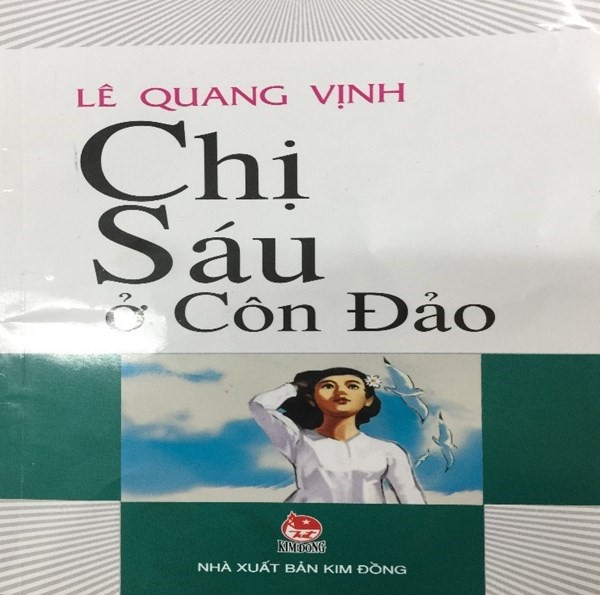 LÊ QUANG VỊNH
Chị
Sáu
ở Côn Đảo
KIM ĐỒNG
NHÀ XUẤT BẢN KIM ĐỒNG